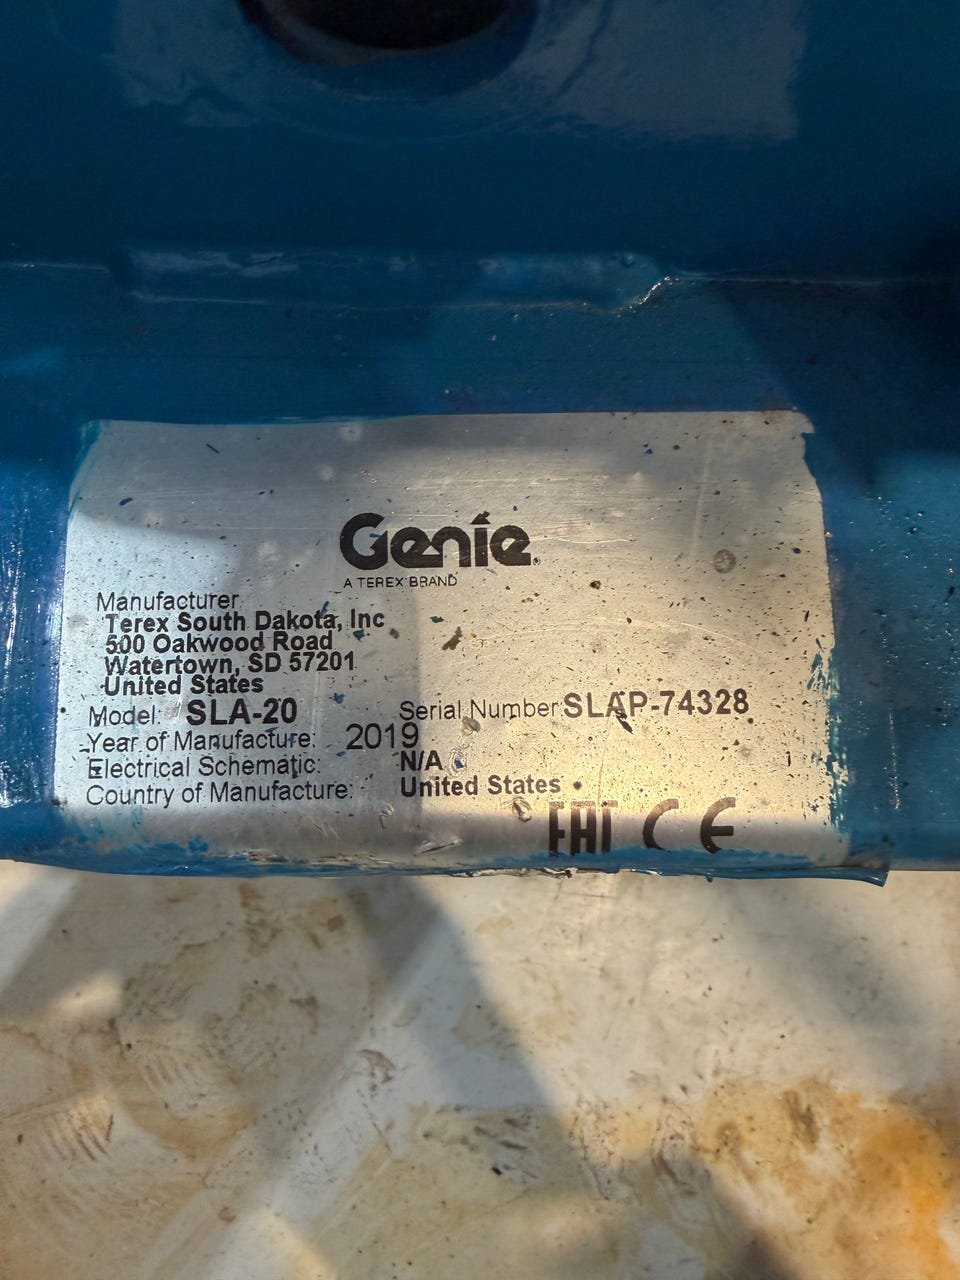 Genie
A TEREX BRAND
Manufacturer
Terex South Dakota, Inc
500 Oakwood Road
Watertown, SD 57201
United States
Model: SLA-20 Serial Number SLAP-74328
Year of Manufacture: 2019
Electrical Schematic: N/A
Country of Manufacture: United States
EAC CE